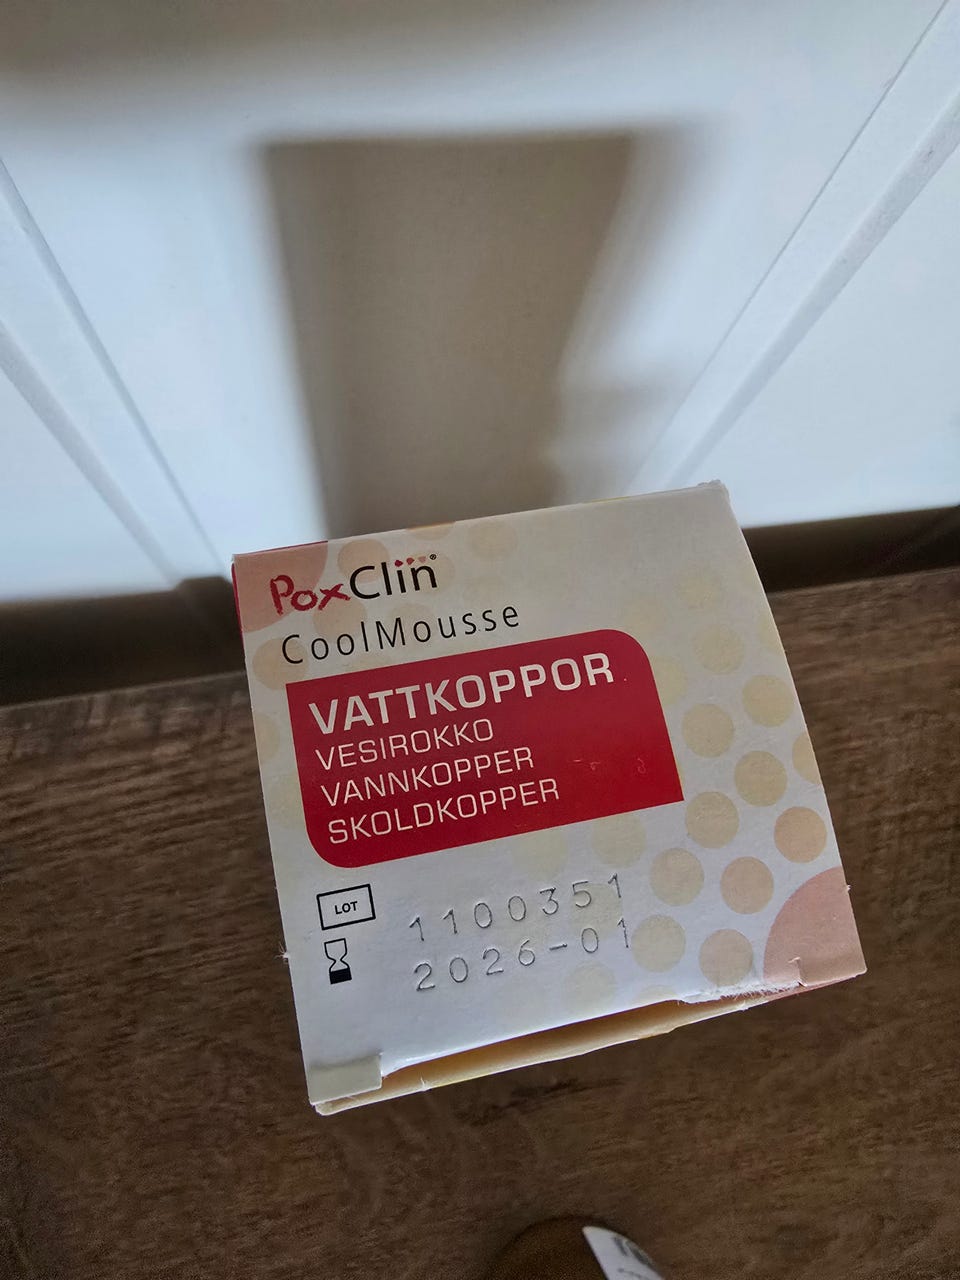 PoxClin®
CoolMousse
VATTKOPPOR
VESIROKKO
VANNKOPPER
SKOLDKOPPER
LOT
1100351
2026-01